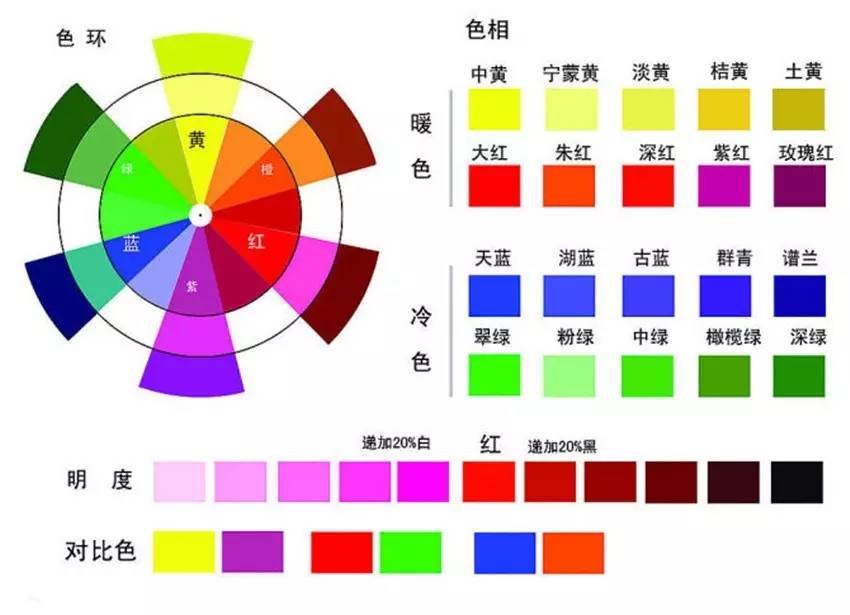 色环
黄
橙
红
紫
蓝
绿
色相
暖色
中黄 宁蒙黄 淡黄 桔黄 土黄
大红 朱红 深红 紫红 玫瑰红
冷色
天蓝 湖蓝 古蓝 群青 谱兰
翠绿 粉绿 中绿 橄榄绿 深绿
递加20%白 红 递加20%黑
明度
对比色